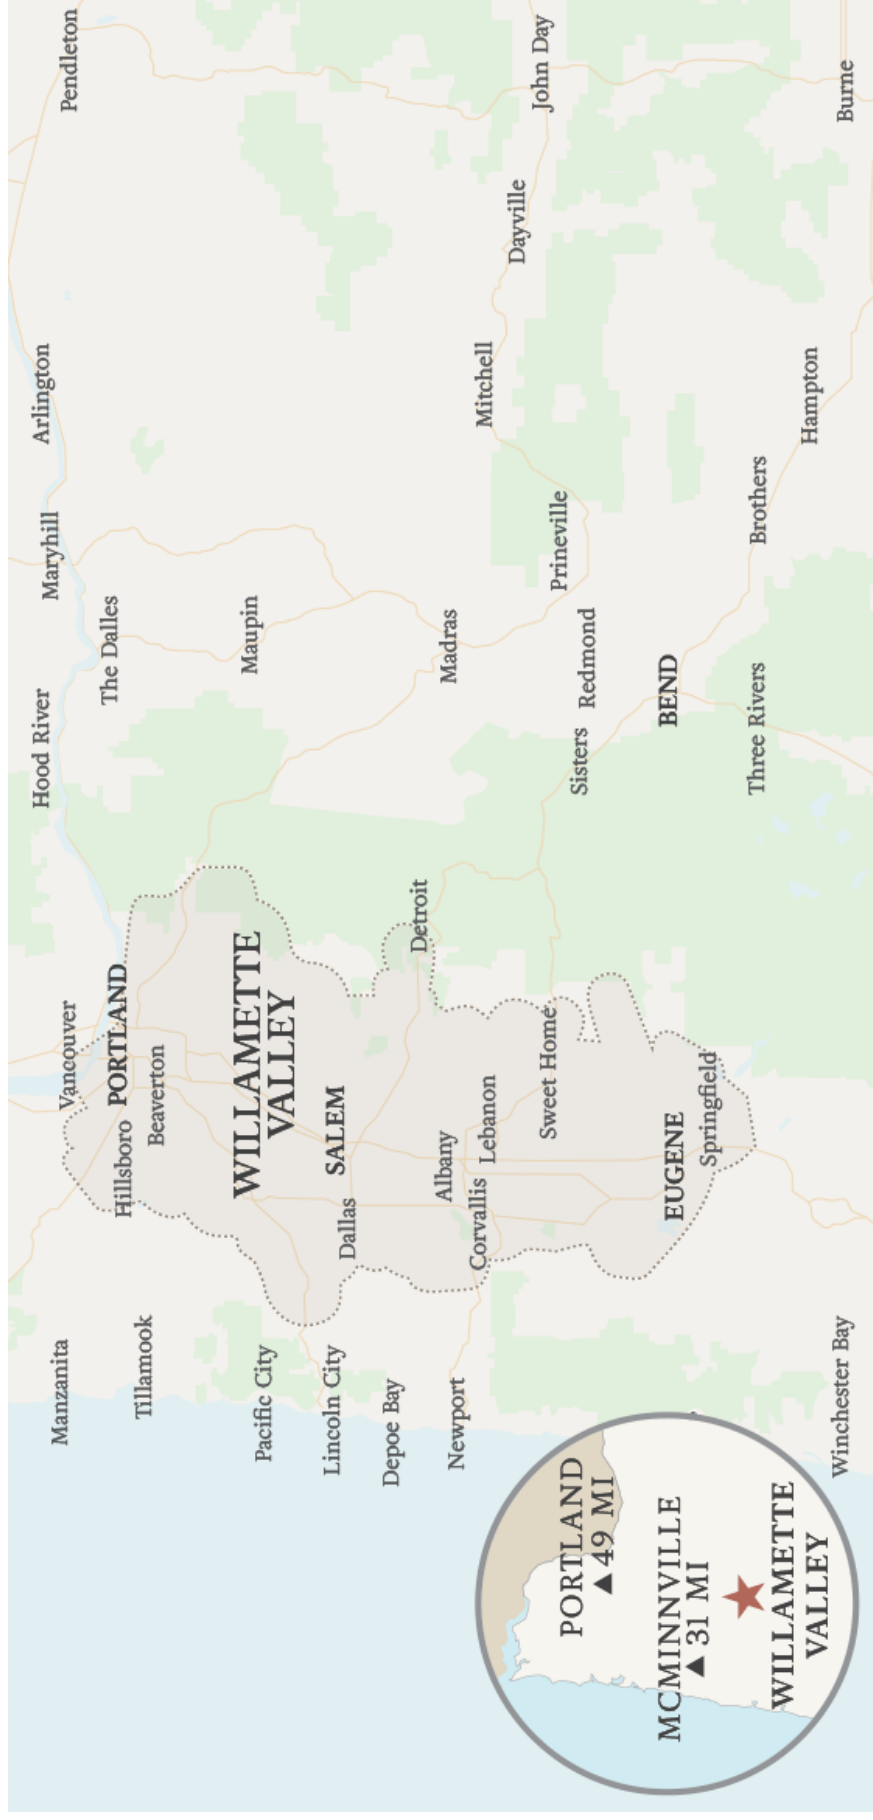 Hood River
Arlington
Maryhill
Manzanita
Vancouver
Pendleton
The Dalles
PORTLAND
Hillsboro
Tillamook
Beaverton
WILLAMETTE
VALLEY
Maupin
Pacific City
Lincoln City
SALEM
Dallas
Depoe Bay
Detroit
Albany
Madras
Newport
Corvallis
Lebanon
Mitchell
Dayville
John Day
Sweet Home
Prineville
Sisters
Redmond
BEND
EUGENE
Springfield
Three Rivers
Brothers
Hampton
Winchester Bay
Burne
PORTLAND
▲49 MI
MCMINNVILLE
▲31 MI
WILLAMETTE
VALLEY